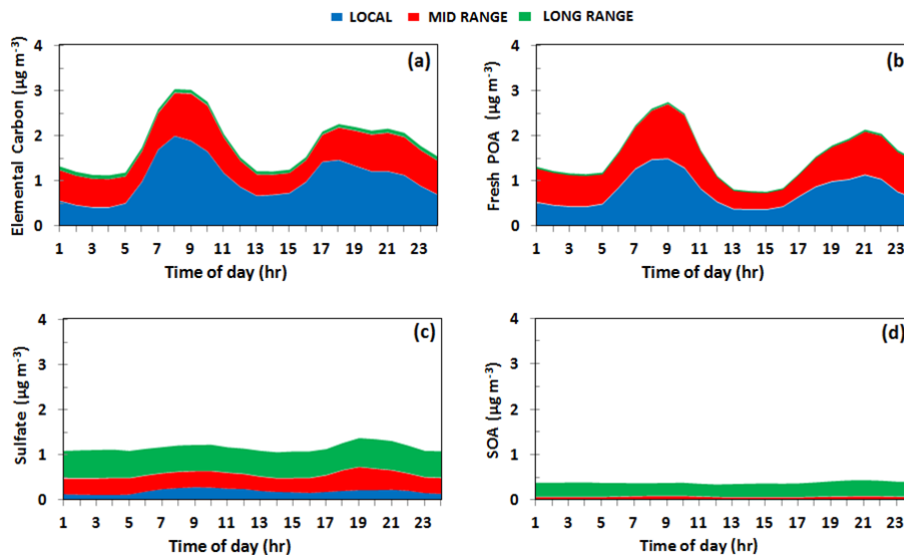 LOCAL MID RANGE LONG RANGE
Elemental Carbon (µg m-3)
4
3
2
1
0
(a)
1 3 5 7 9 11 13 15 17 19 21 23
Time of day (hr)
Fresh POA (µg m-3)
4
3
2
1
0
(b)
1 3 5 7 9 11 13 15 17 19 21 23
Time of day (hr)
Sulfate (µg m-3)
4
3
2
1
0
(c)
1 3 5 7 9 11 13 15 17 19 21 23
Time of day (hr)
SOA (µg m-3)
4
3
2
1
0
(d)
1 3 5 7 9 11 13 15 17 19 21 23
Time of day (hr)